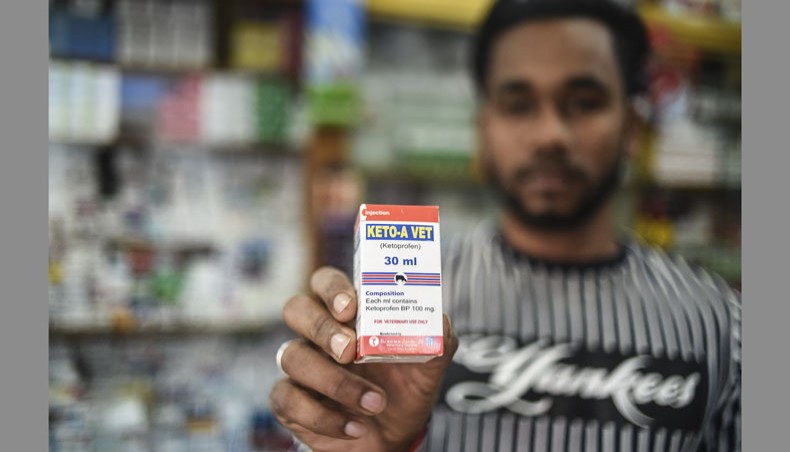 Injection
KETO-A VET
(Ketoprofen)
30 ml
Composition
Each ml contains
Ketoprofen BP 100 mg.
FOR VETERINARY USE ONLY
Yankees